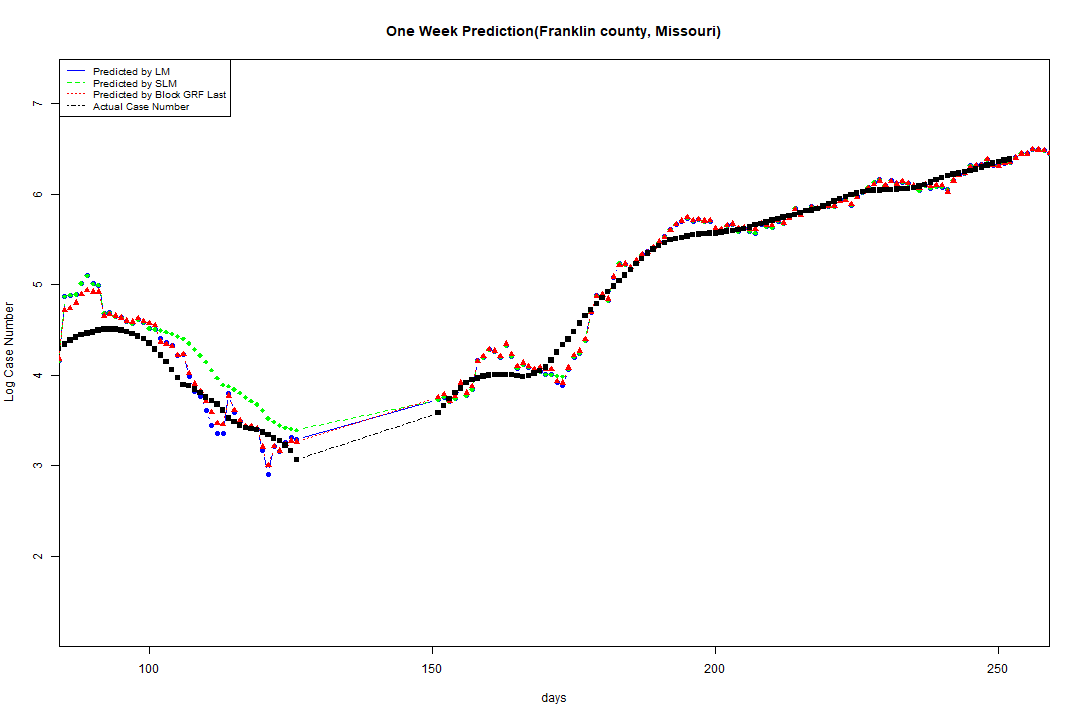 One Week Prediction(Franklin county, Missouri)
Predicted by LM
Predicted by SLM
Predicted by Block GRF Last
Actual Case Number
7
6
5
4
3
2
Log Case Number
100
150
200
250
days